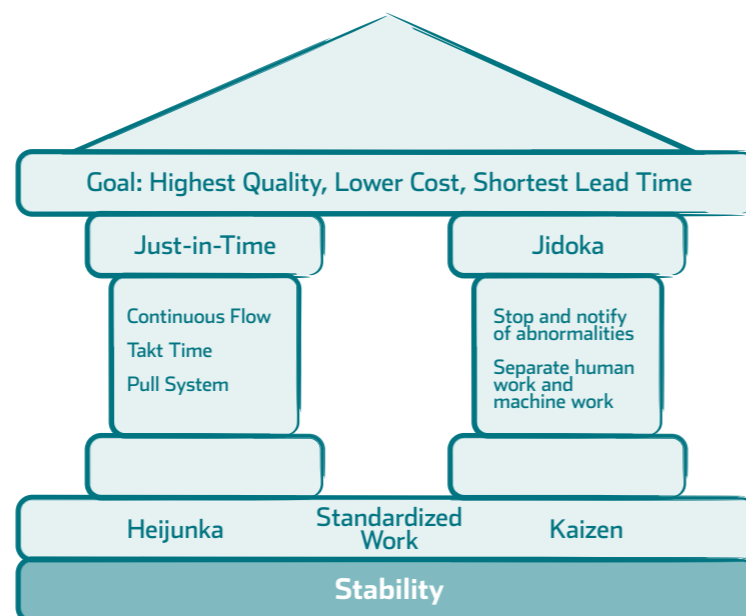 Goal: Highest Quality, Lower Cost, Shortest Lead Time
Just-in-Time
Continuous Flow
Takt Time
Pull System
Jidoka
Stop and notify
of abnormalities
Separate human
work and
machine work
Heijunka
Standardized
Work
Kaizen
Stability